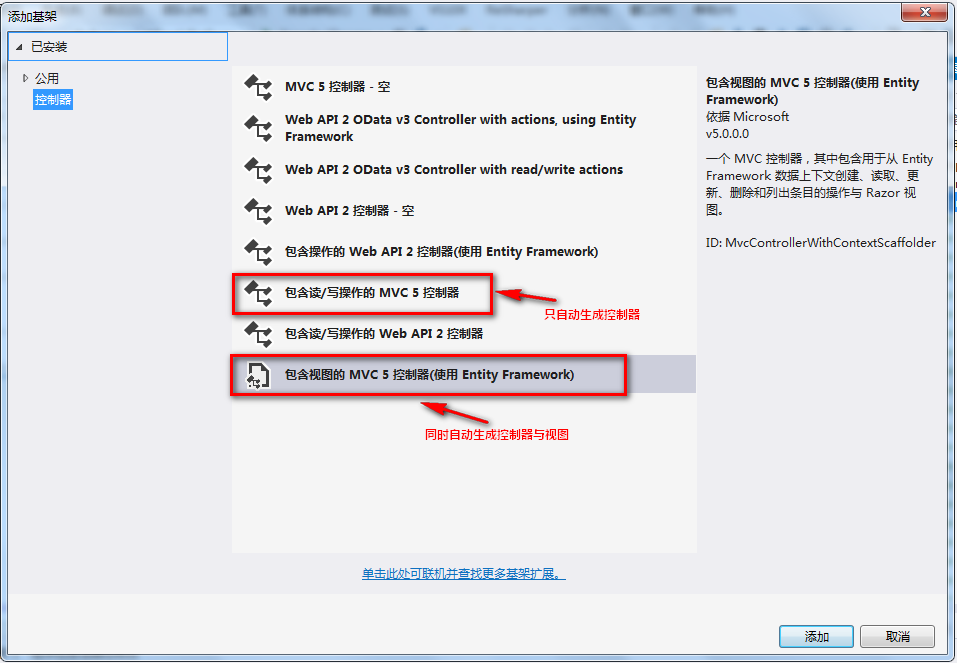 添加基架
已安装
公用
控制器
MVC 5 控制器 - 空
Web API 2 OData v3 Controller with actions, using Entity
Framework
Web API 2 OData v3 Controller with read/write actions
Web API 2 控制器 - 空
包含操作的 Web API 2 控制器(使用 Entity Framework)
包含读/写操作的 MVC 5 控制器
只自动生成控制器
包含读/写操作的 Web API 2 控制器
包含视图的 MVC 5 控制器(使用 Entity Framework)
同时自动生成控制器与视图
单击此处可联机并查找更多基架扩展。
包含视图的 MVC 5 控制器(使用 Entity
Framework)
依据 Microsoft
v5.0.0.0
一个 MVC 控制器，其中包含用于从 Entity
Framework 数据上下文创建、读取、更
新、删除和列出条目的操作与 Razor 视
图。
ID: MvcControllerWithContextScaffolder
添加
取消